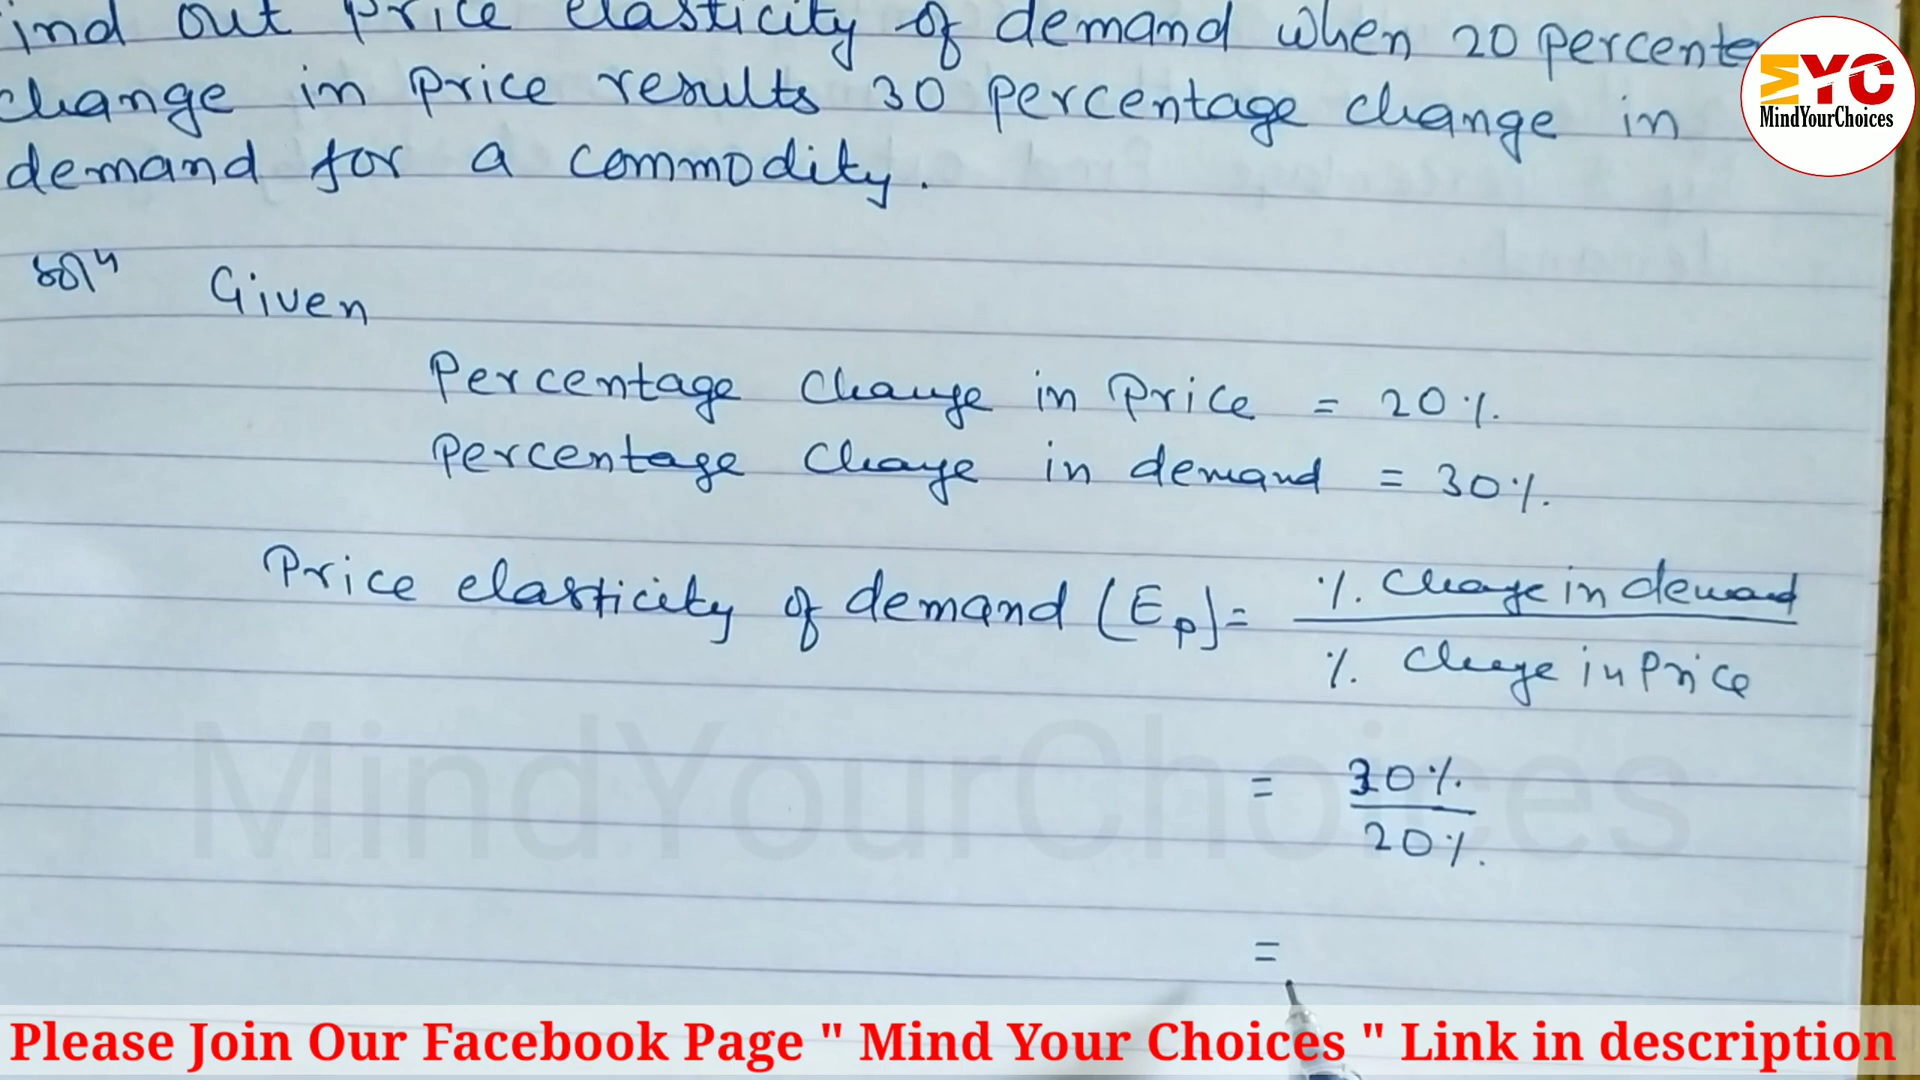 ind out price elasticity of demand when 20 percente
change in price results 30 percentage change in
demand for a commodity.
MYC
MindYourChoices
Solⁿ Given
Percentage change in price = 20%.
Percentage change in demand = 30%.
Price elasticity of demand (Ep) = % change in demand
% change in price
= 30%
20%.
=
MindYourChoices
Please Join Our Facebook Page " Mind Your Choices " Link in description